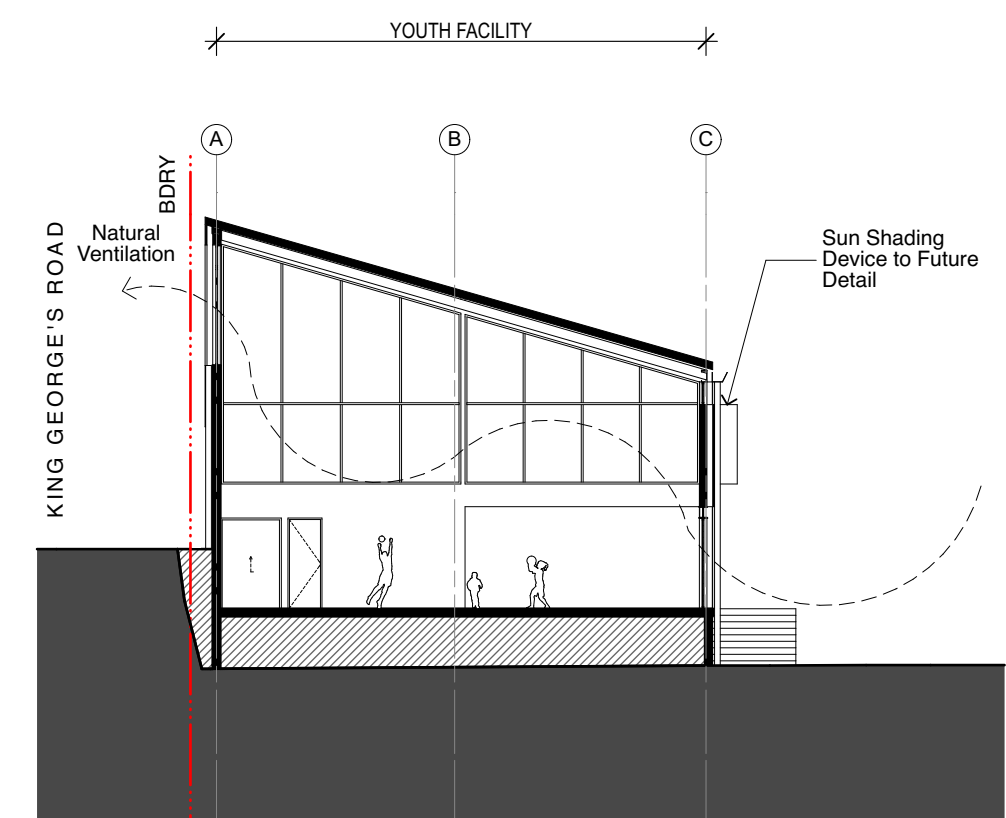 YOUTH FACILITY
A
B
C
BDRY
KING GEORGE'S ROAD
Natural
Ventilation
Sun Shading
Device to Future
Detail